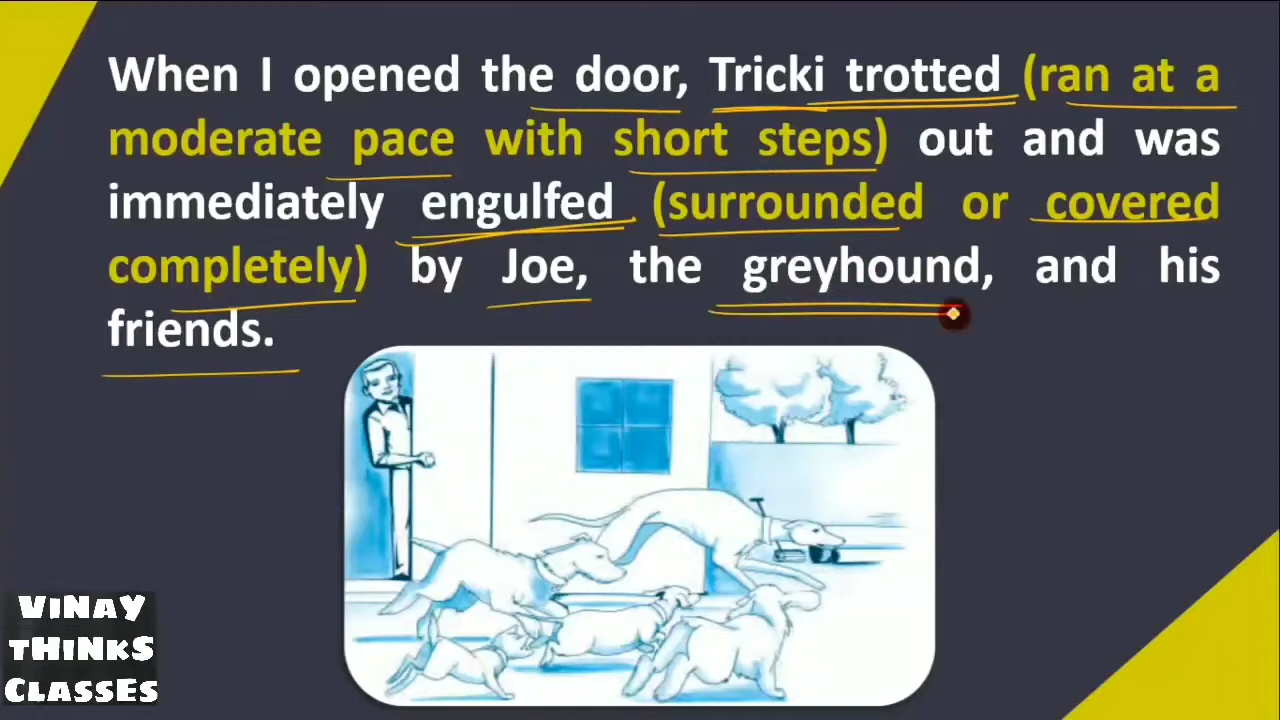 When I opened the door, Tricki trotted (ran at a
moderate pace with short steps) out and was
immediately engulfed (surrounded or covered
completely) by Joe, the greyhound, and his
friends.
VINAY
THINKS
CLASSES